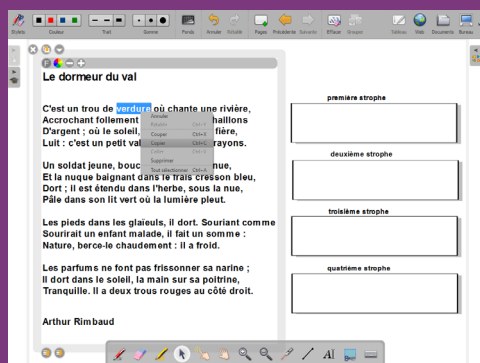 Stylets
Couleur
Trait
Gomme
Fonds
Annuler
Rétablir
Pages
Précédente
Suivante
Effacer
Grouper
Tableau
Web
Documents
Bureau
Le dormeur du val
C'est un trou de verdure où chante une rivière,
Accrochant follement haillons
D'argent ; où le soleil, fière,
Luit : c'est un petit val rayons.
Annuler
Rétablir Ctrl+Y
Couper Ctrl+X
Copier Ctrl+C
Coller Ctrl+V
Supprimer
Tout sélectionner Ctrl+A
Un soldat jeune, bouc nue,
Et la nuque baignant dans le frais cresson bleu,
Dort ; il est étendu dans l'herbe, sous la nue,
Pâle dans son lit vert où la lumière pleut.
Les pieds dans les glaïeuls, il dort. Souriant comme
Sourirait un enfant malade, il fait un somme :
Nature, berce-le chaudement : il a froid.
Les parfums ne font pas frissonner sa narine ;
Il dort dans le soleil, la main sur sa poitrine,
Tranquille. Il a deux trous rouges au côté droit.
Arthur Rimbaud
première strophe
deuxième strophe
troisième strophe
quatrième strophe